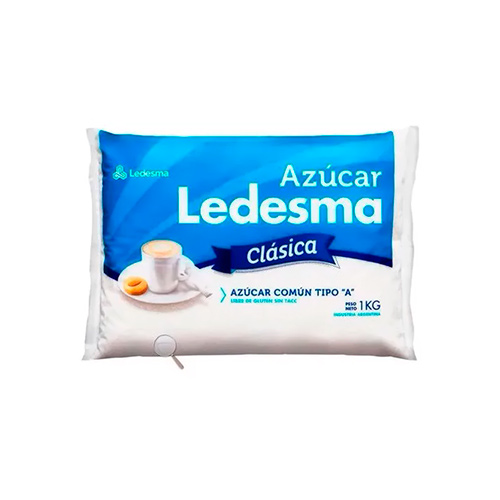 Ledesma
Azúcar
Ledesma
Clásica
AZÚCAR COMÚN TIPO "A"
LIBRE DE GLUTEN SIN TACC
PESO NETO 1KG
INDUSTRIA ARGENTINA